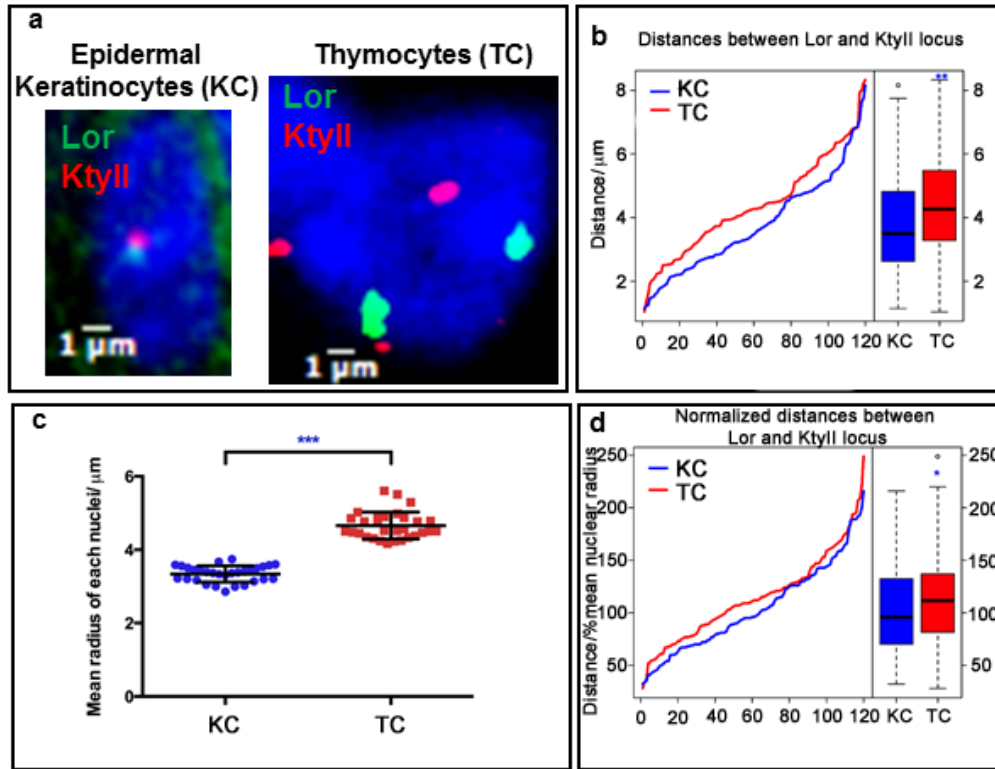 a
Epidermal
Keratinocytes (KC)
Lor
KtyII
1 μm
Thymocytes (TC)
Lor
KtyII
1 μm
b
Distances between Lor and KtyII locus
Distance/μm
8
6
4
2
KC
TC
**
8
6
4
2
0 20 40 60 80 100 120 KC TC
c
***
Mean radius of each nuclei/μm
6
4
2
0
KC TC
d
Normalized distances between
Lor and KtyII locus
Distance/%mean nuclear radius
250
200
150
100
50
KC
TC
*
250
200
150
100
50
0 20 40 60 80 100 120 KC TC